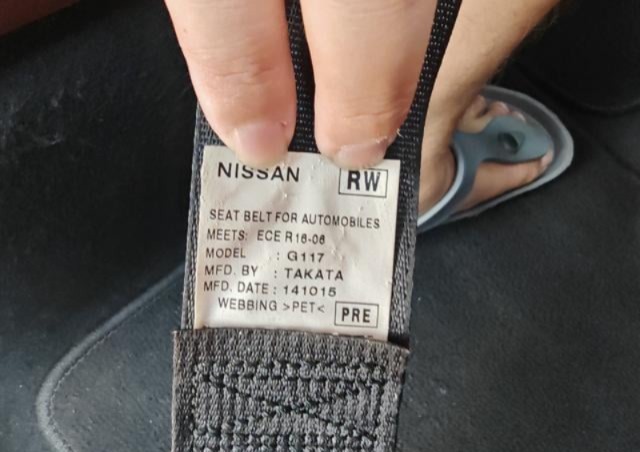 NISSAN RW
SEAT BELT FOR AUTOMOBILES
MEETS: ECE R16-06
MODEL : G117
MFD. BY : TAKATA
MFD. DATE : 141015
WEBBING >PET< PRE